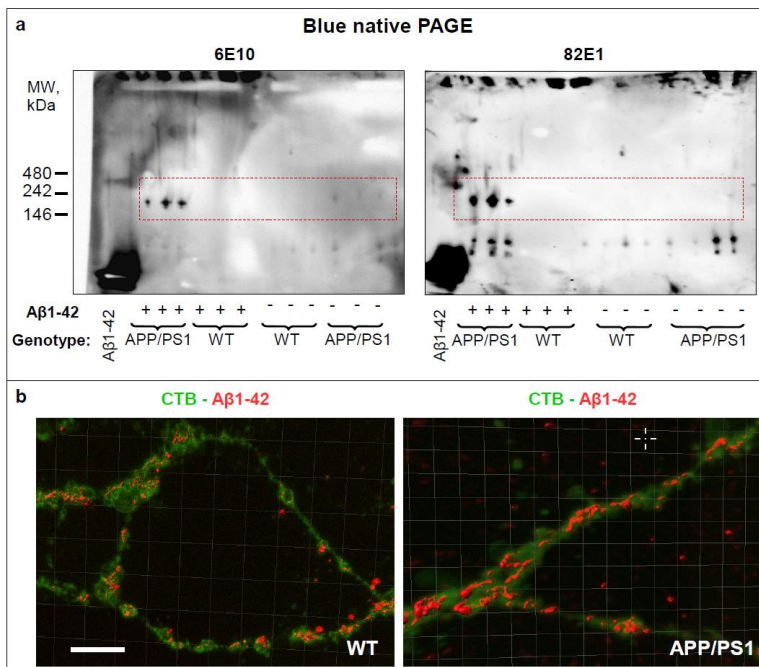 a
Blue native PAGE
6E10
82E1
MW,
kDa
480
242
146
Aβ1-42 + + + + + + - - - - - - + + + + + + - - - - - - -
Genotype: Aβ1-42 APP/PS1 WT WT APP/PS1 Aβ1-42 APP/PS1 WT WT APP/PS1
b
CTB - Aβ1-42
CTB - Aβ1-42
WT
APP/PS1